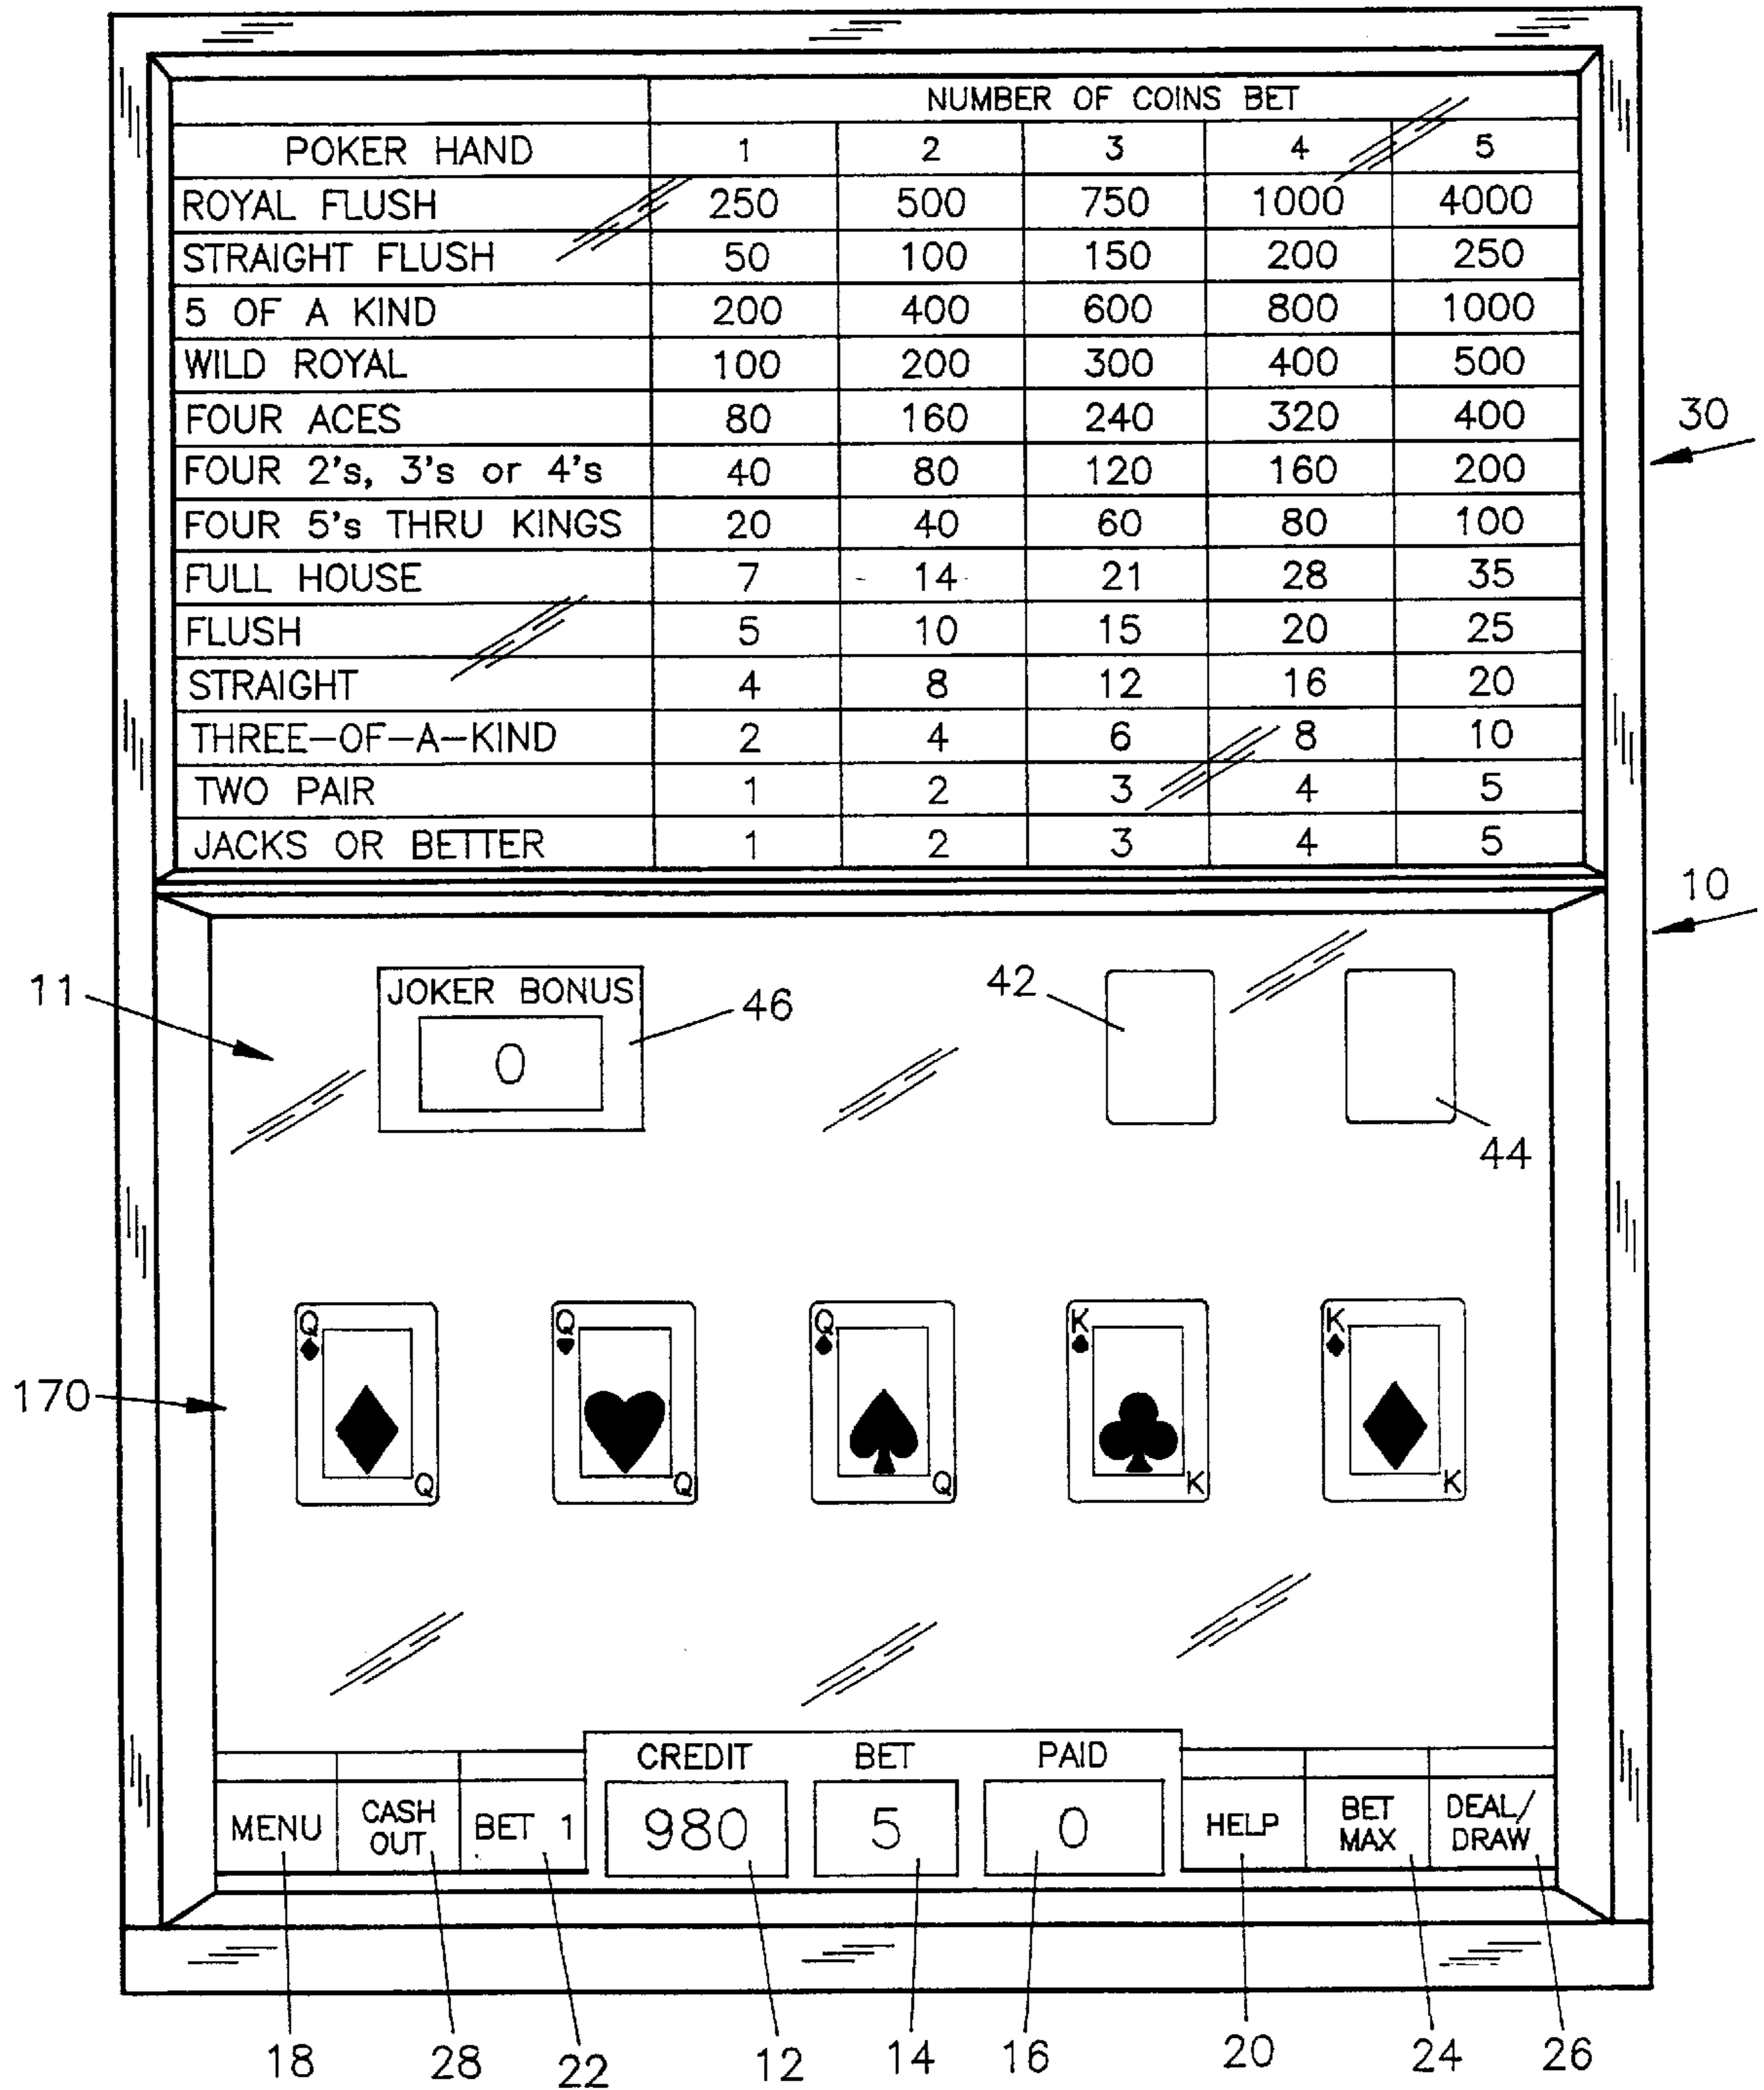 NUMBER OF COINS BET
POKER HAND 1 2 3 4 5
ROYAL FLUSH 250 500 750 1000 4000
STRAIGHT FLUSH 50 100 150 200 250
5 OF A KIND 200 400 600 800 1000
WILD ROYAL 100 200 300 400 500
FOUR ACES 80 160 240 320 400
FOUR 2's, 3's or 4's 40 80 120 160 200
FOUR 5's THRU KINGS 20 40 60 80 100
FULL HOUSE 7 14 21 28 35
FLUSH 5 10 15 20 25
STRAIGHT 4 8 12 16 20
THREE-OF-A-KIND 2 4 6 8 10
TWO PAIR 1 2 3 4 5
JACKS OR BETTER 1 2 3 4 5
30
10
11
JOKER BONUS
0
46
42
44
170
Q Q Q K K
Q Q Q K K
CREDIT BET PAID
MENU
CASH
OUT
BET 1
980
5
0
HELP
BET
MAX
DEAL/
DRAW
18 28 22 12 14 16 20 24 26